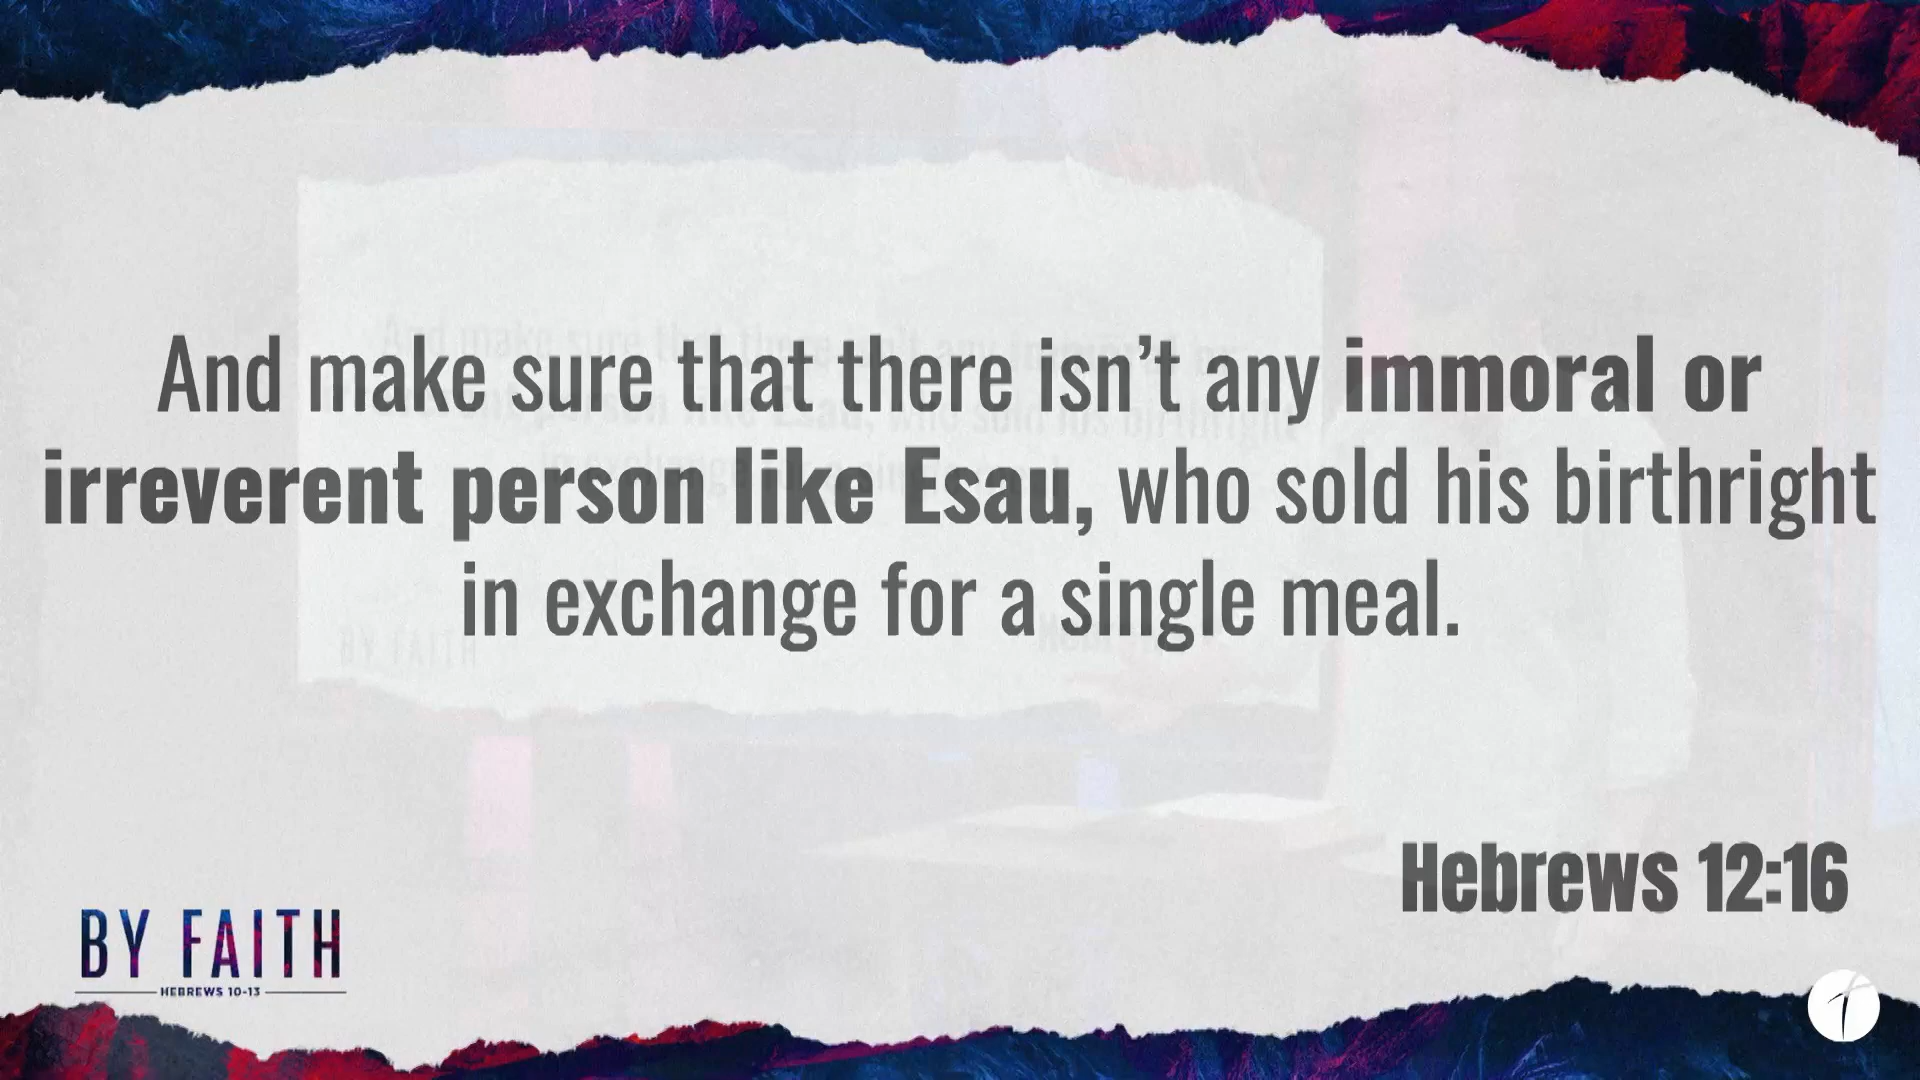 And make sure that there isn’t any immoral or
irreverent person like Esau, who sold his birthright
in exchange for a single meal.
Hebrews 12:16
BY FAITH
HEBREWS 10-13